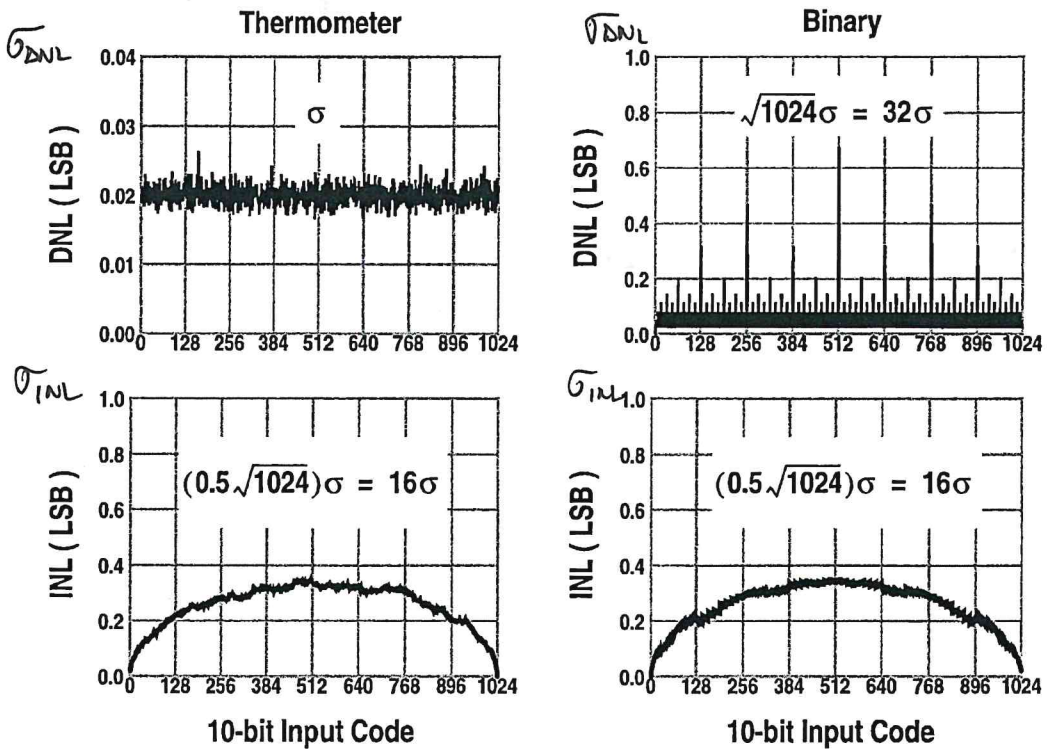 Thermometer
σDNL
0.04
0.03
0.02
0.01
0.00
DNL ( LSB )
σ
0 128 256 384 512 640 768 896 1024
Binary
σDNL
1.0
0.8
0.6
0.4
0.2
0.0
DNL ( LSB )
√1024σ = 32σ
0 128 256 384 512 640 768 896 1024
σINL
1.0
0.8
0.6
0.4
0.2
0.0
INL ( LSB )
(0.5√1024)σ = 16σ
0 128 256 384 512 640 768 896 1024
10-bit Input Code
σINL
1.0
0.8
0.6
0.4
0.2
0.0
INL ( LSB )
(0.5√1024)σ = 16σ
0 128 256 384 512 640 768 896 1024
10-bit Input Code